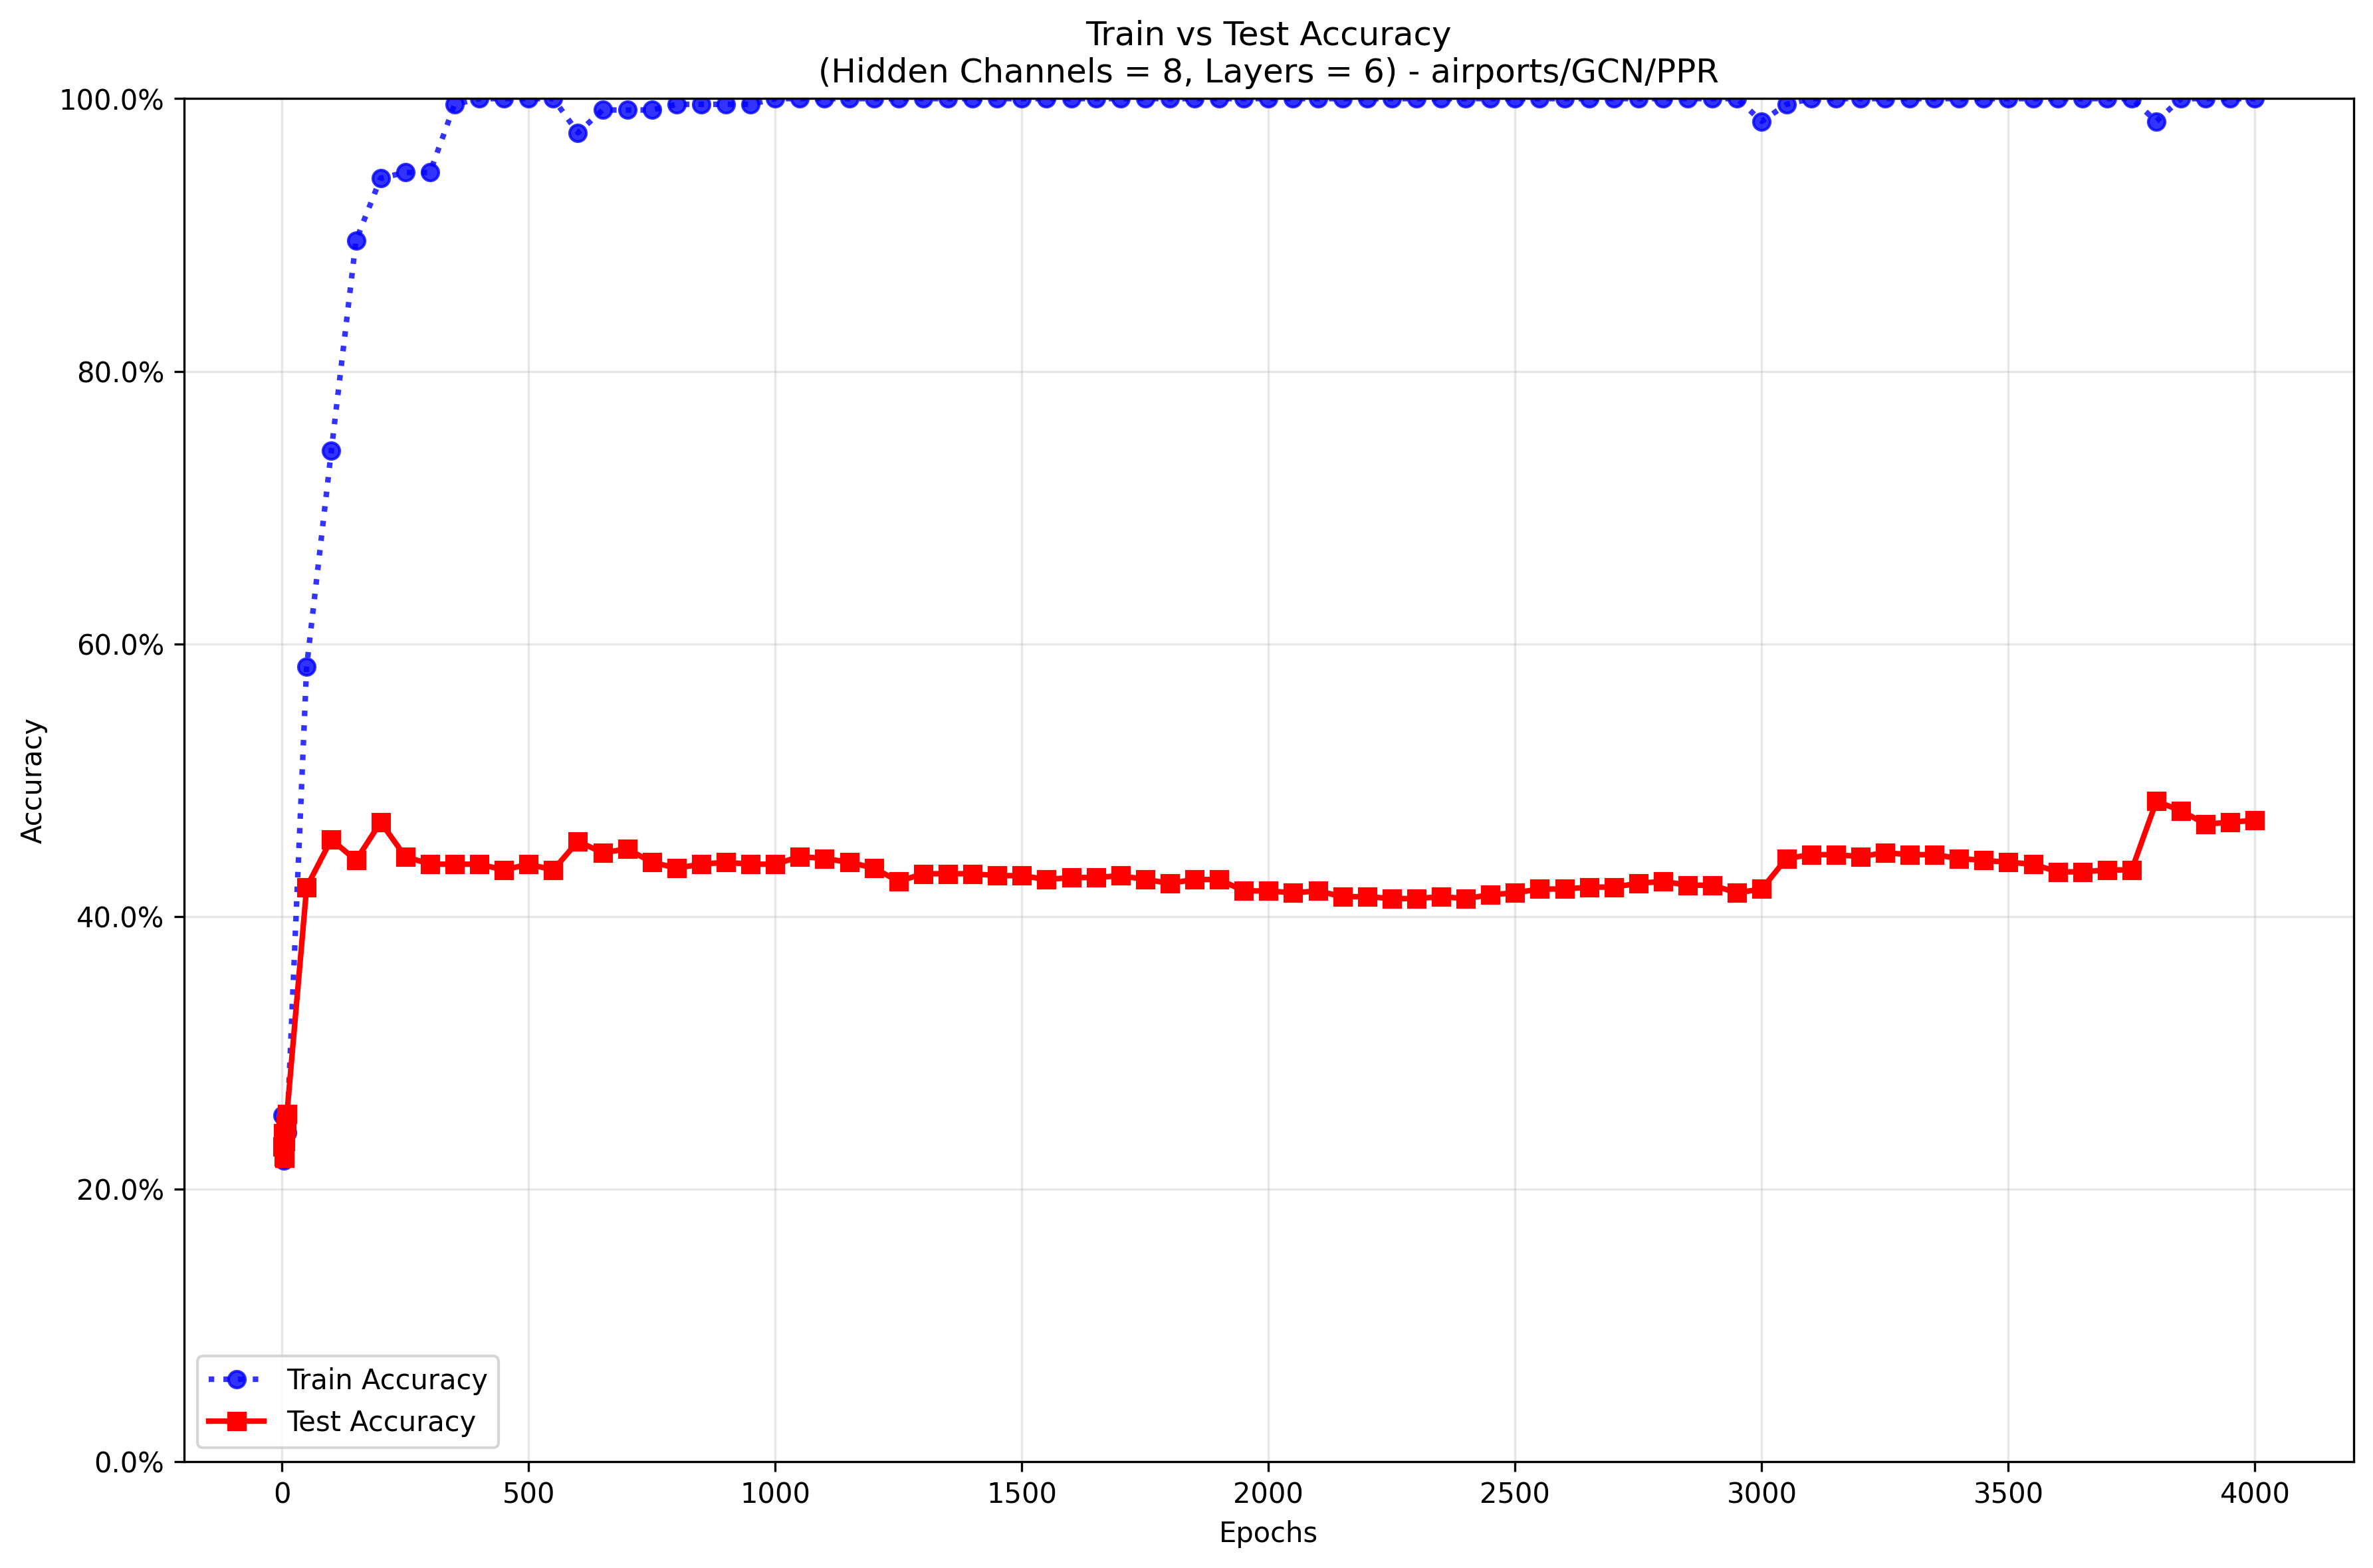 Train vs Test Accuracy
(Hidden Channels = 8, Layers = 6) - airports/GCN/PPR
100.0%
80.0%
60.0%
40.0%
20.0%
0.0%
Accuracy
Train Accuracy
Test Accuracy
0 500 1000 1500 2000 2500 3000 3500 4000
Epochs